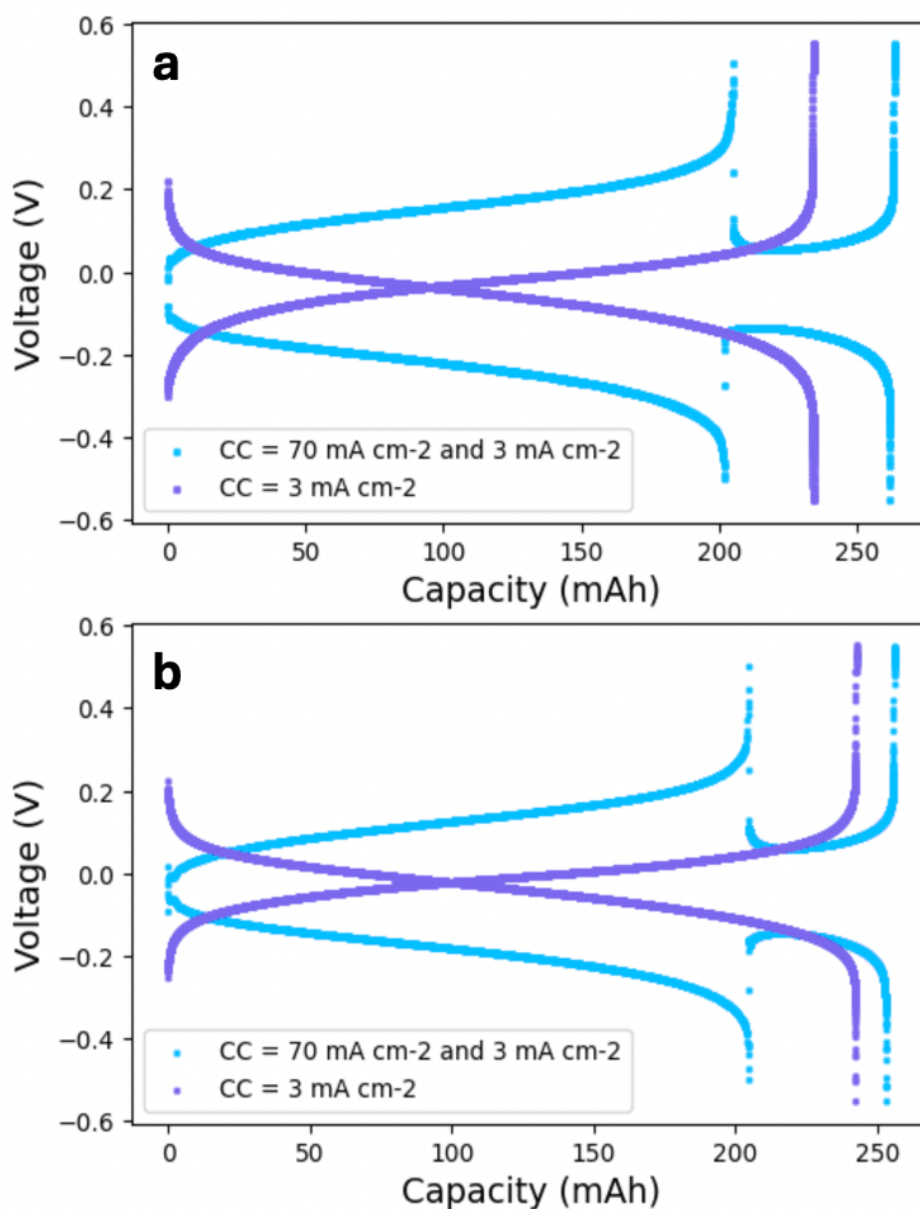 a
0.6
0.4
0.2
0.0
−0.2
−0.4
−0.6
Voltage (V)
CC = 70 mA cm-2 and 3 mA cm-2
CC = 3 mA cm-2
0 50 100 150 200 250
Capacity (mAh)
b
0.6
0.4
0.2
0.0
−0.2
−0.4
−0.6
Voltage (V)
CC = 70 mA cm-2 and 3 mA cm-2
CC = 3 mA cm-2
0 50 100 150 200 250
Capacity (mAh)